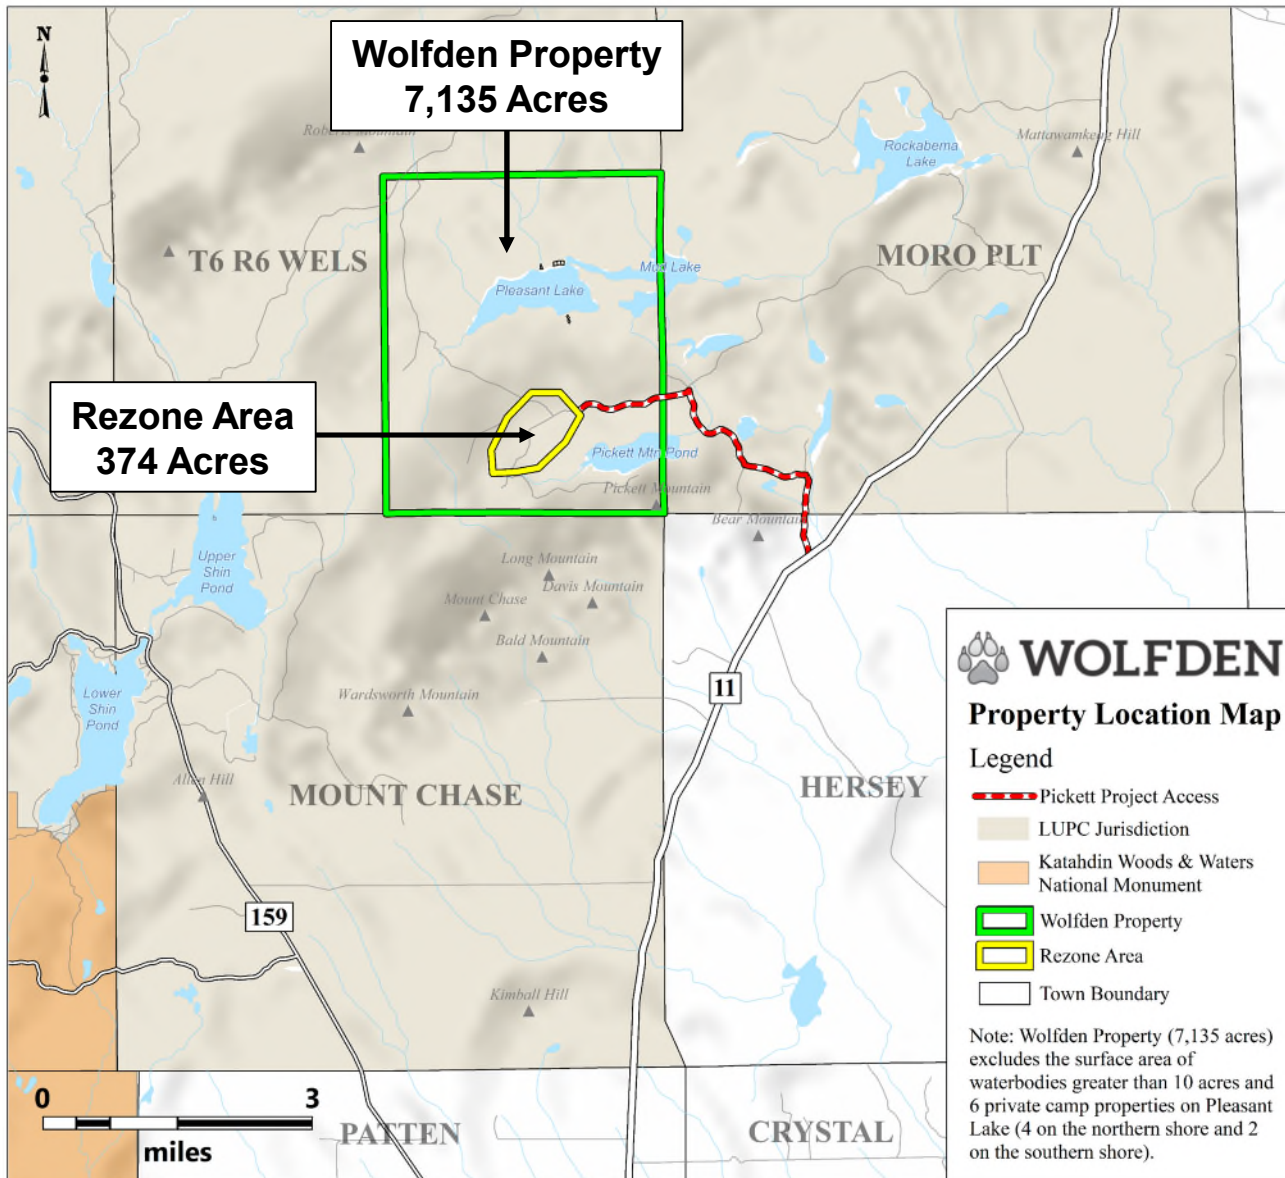 N
Wolfden Property
7,135 Acres
Roberts Mountain
Rockabema
Lake
Mattawamkeag Hill
T6 R6 WELS
MORO PLT
Mud Lake
Pleasant Lake
Rezone Area
374 Acres
Pickett Mtn Pond
Pickett Mountain
Bear Mountain
Upper
Shin
Pond
Long Mountain
Davis Mountain
Mount Chase
Bald Mountain
Lower
Shin
Pond
Wardsworth Mountain
11
Allen Hill
MOUNT CHASE
HERSEY
159
Kimball Hill
0 3
miles
PATTEN
CRYSTAL
WOLFDEN
Property Location Map
Legend
Pickett Project Access
LUPC Jurisdiction
Katahdin Woods & Waters
National Monument
Wolfden Property
Rezone Area
Town Boundary
Note: Wolfden Property (7,135 acres)
excludes the surface area of
waterbodies greater than 10 acres and
6 private camp properties on Pleasant
Lake (4 on the northern shore and 2
on the southern shore).